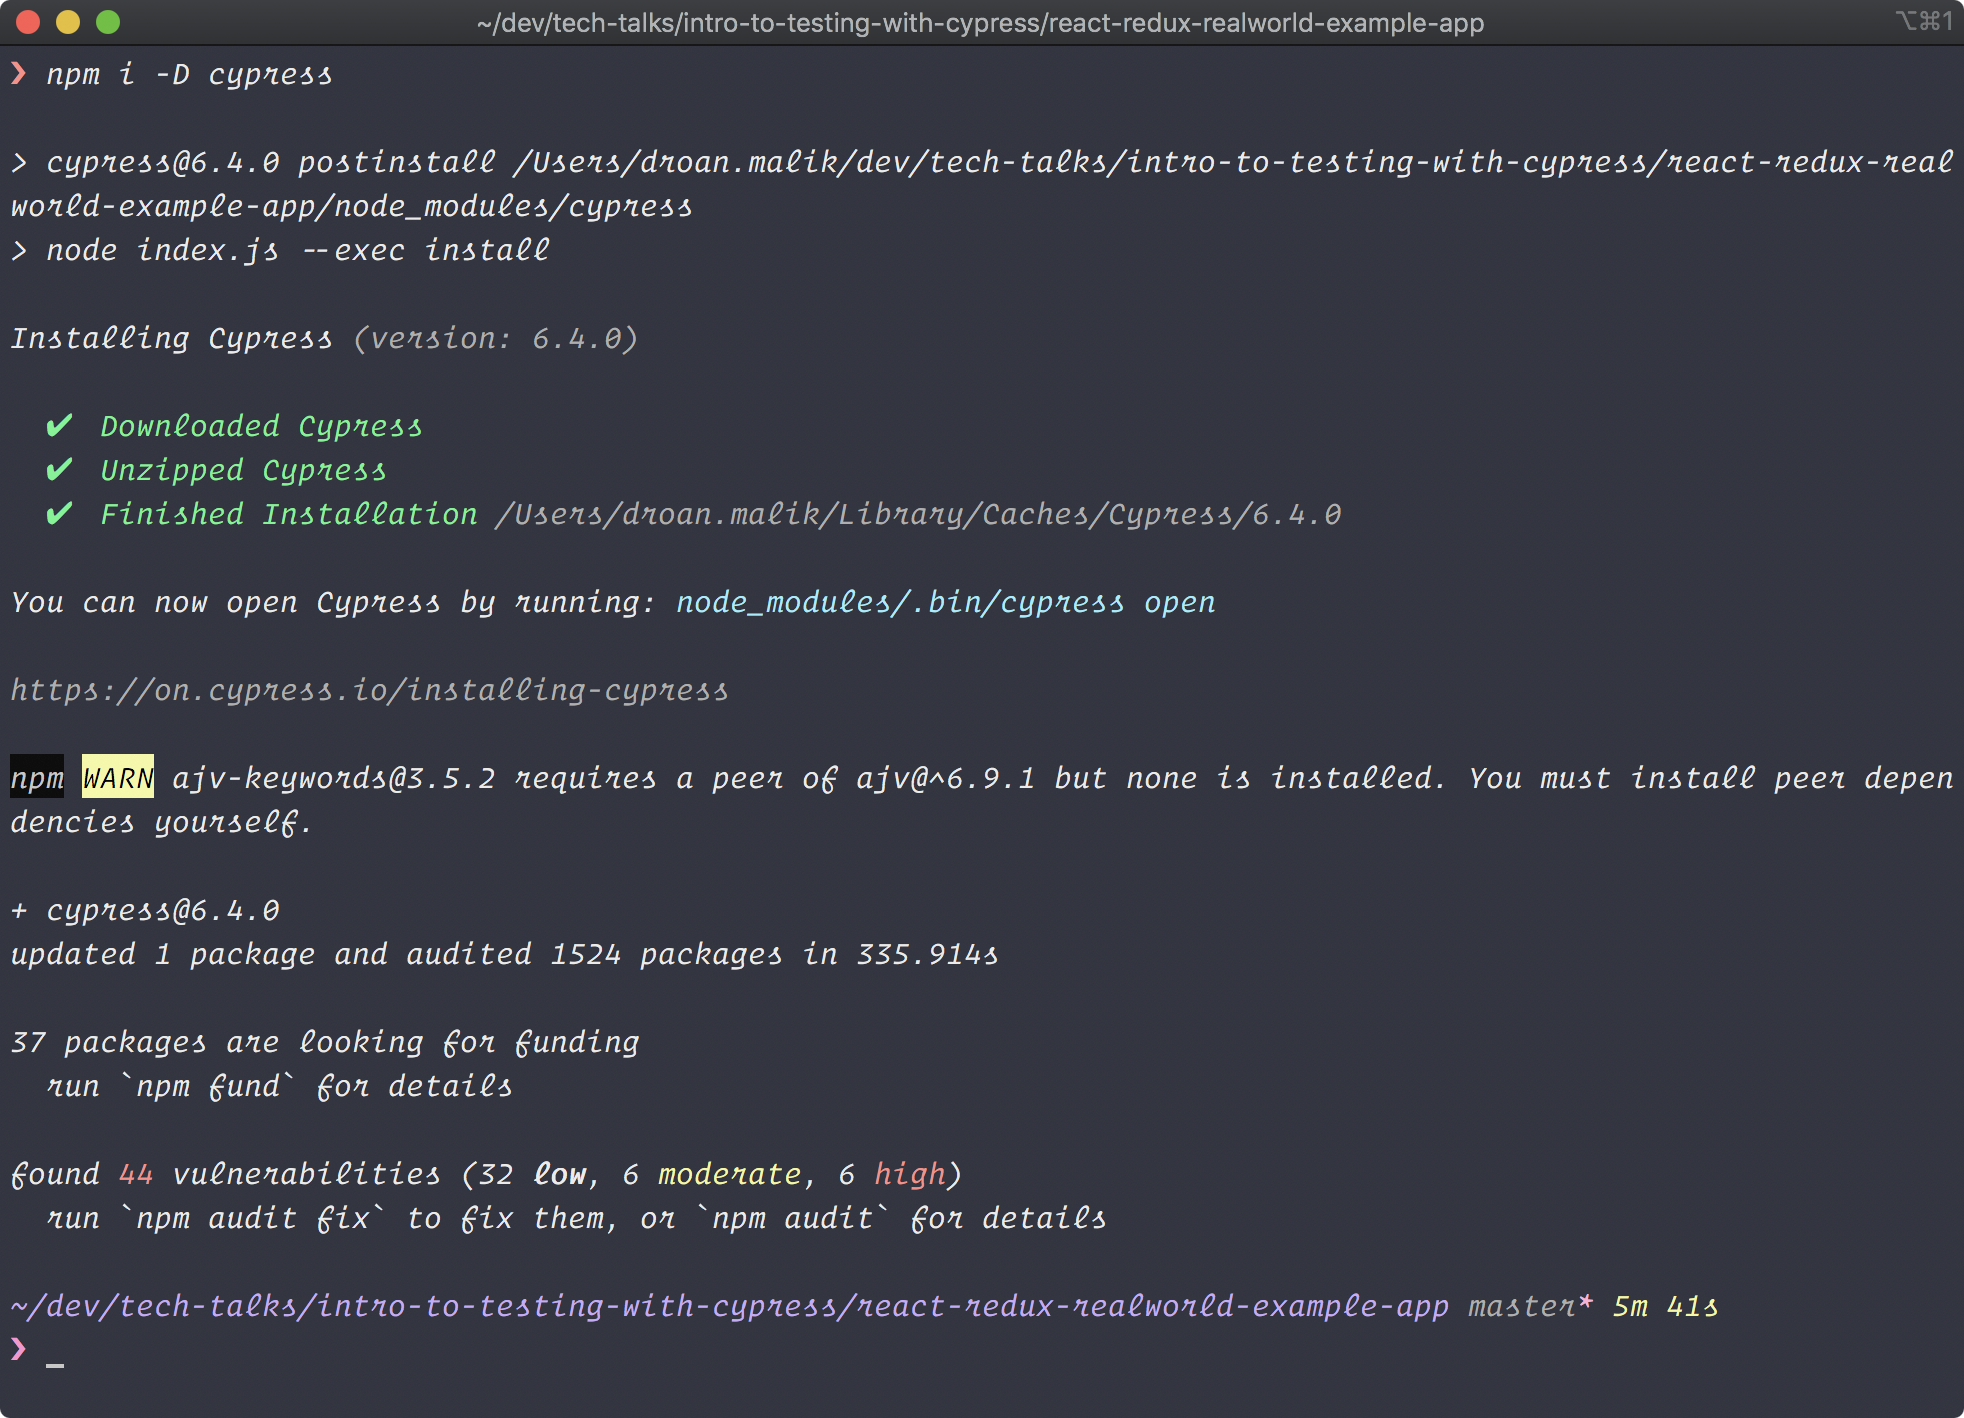 ~/dev/tech-talks/intro-to-testing-with-cypress/react-redux-realworld-example-app ⌥⌘1
❯ npm i -D cypress
> cypress@6.4.0 postinstall /Users/droan.malik/dev/tech-talks/intro-to-testing-with-cypress/react-redux-real
world-example-app/node_modules/cypress
> node index.js --exec install
Installing Cypress (version: 6.4.0)
✔ Downloaded Cypress
✔ Unzipped Cypress
✔ Finished Installation /Users/droan.malik/Library/Caches/Cypress/6.4.0
You can now open Cypress by running: node_modules/.bin/cypress open
https://on.cypress.io/installing-cypress
npm WARN ajv-keywords@3.5.2 requires a peer of ajv@^6.9.1 but none is installed. You must install peer depen
dencies yourself.
+ cypress@6.4.0
updated 1 package and audited 1524 packages in 335.914s
37 packages are looking for funding
run `npm fund` for details
found 44 vulnerabilities (32 low, 6 moderate, 6 high)
run `npm audit fix` to fix them, or `npm audit` for details
~/dev/tech-talks/intro-to-testing-with-cypress/react-redux-realworld-example-app master* 5m 41s
❯ _